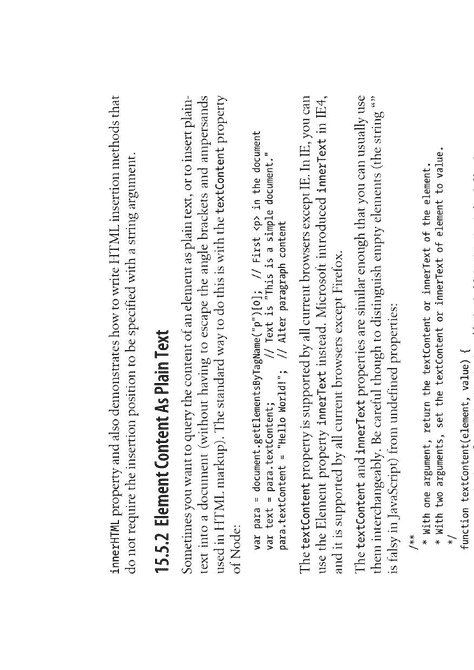 innerHTML property and also demonstrates how to write HTML insertion methods that
do not require the insertion position to be specified with a string argument.
15.5.2 Element Content As Plain Text
Sometimes you want to query the content of an element as plain text, or to insert plain-
text into a document (without having to escape the angle brackets and ampersands
used in HTML markup). The standard way to do this is with the textContent property
of Node:
var para = document.getElementsByTagName("p")[0]; // First <p> in the document
var text = para.textContent; // Text is "This is a simple document."
para.textContent = "Hello World!"; // Alter paragraph content
The textContent property is supported by all current browsers except IE. In IE, you can
use the Element property innerText instead. Microsoft introduced innerText in IE4,
and it is supported by all current browsers except Firefox.
The textContent and innerText properties are similar enough that you can usually use
them interchangeably. Be careful though to distinguish empty elements (the string “”
is falsy in JavaScript) from undefined properties:
/**
* With one argument, return the textContent or innerText of the element.
* With two arguments, set the textContent or innerText of element to value.
*/
function textContent(element, value) {